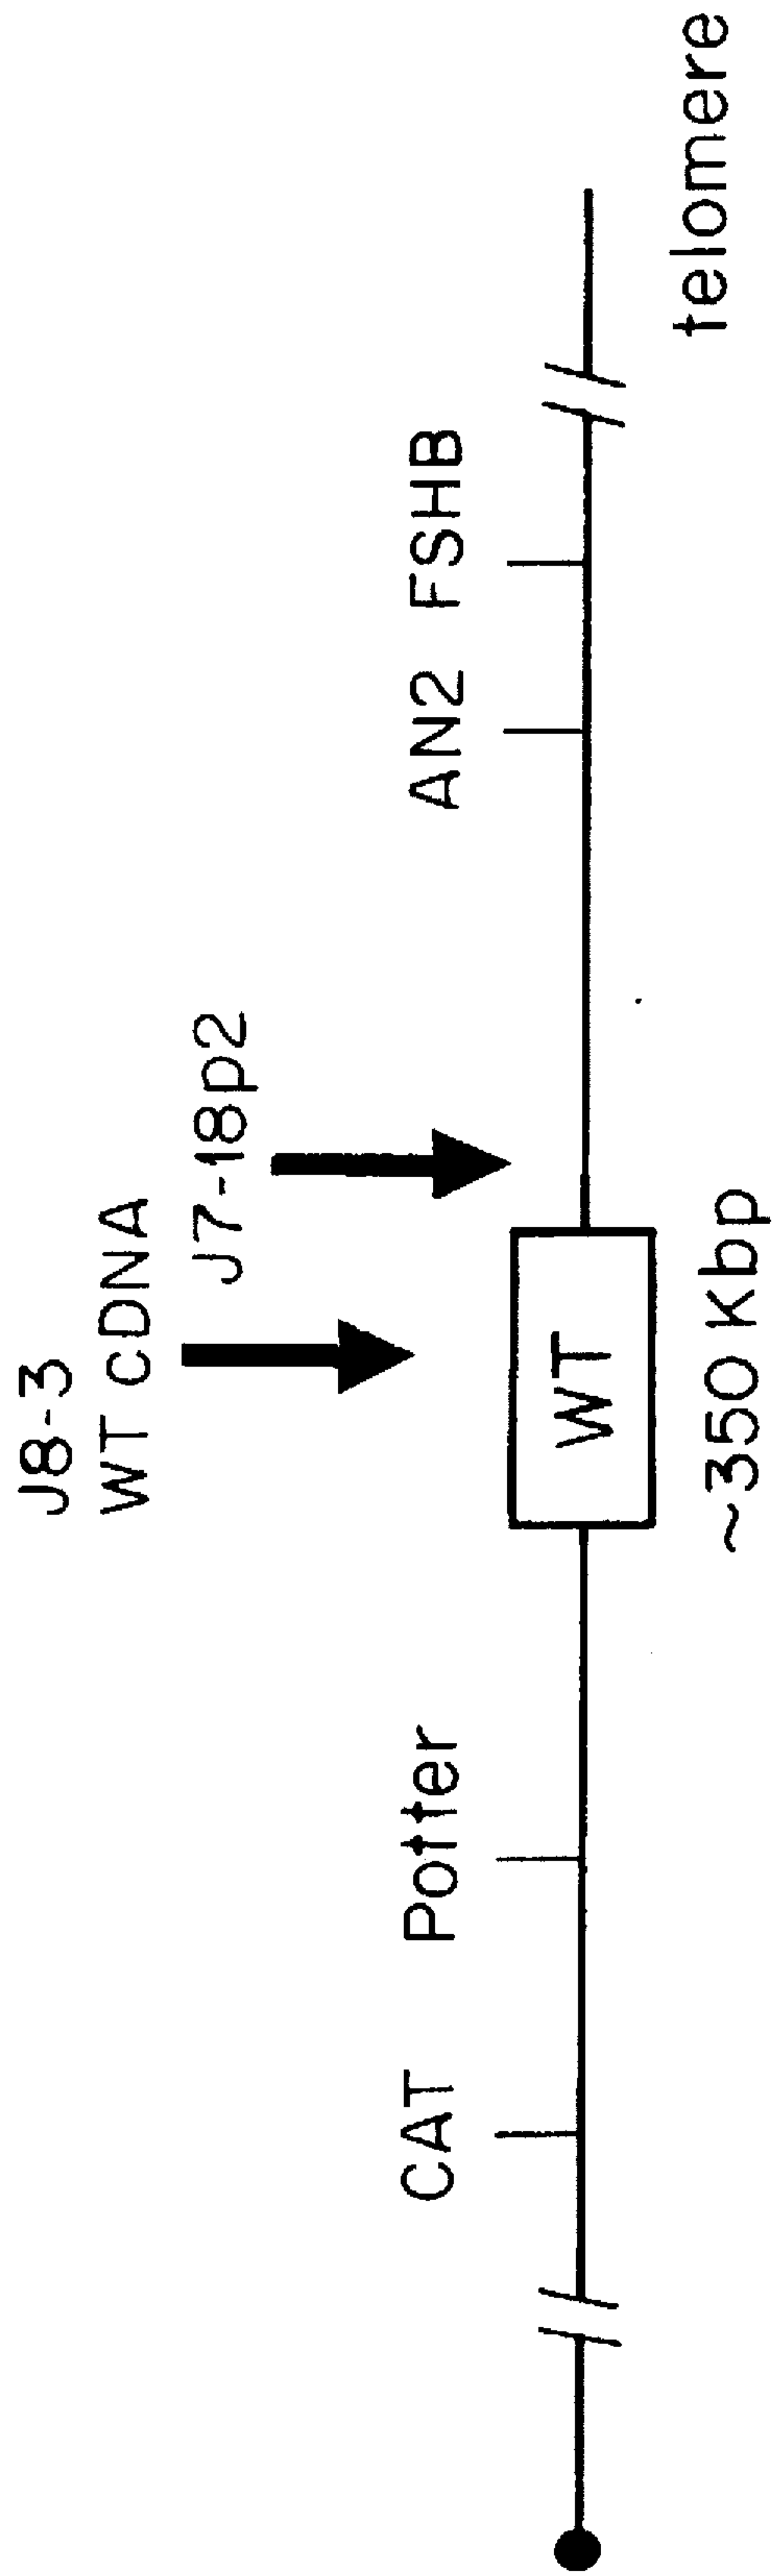 J8-3
WT cDNA
J7-18p2
CAT Potter WT AN2 FSHB
~350 Kbp
telomere